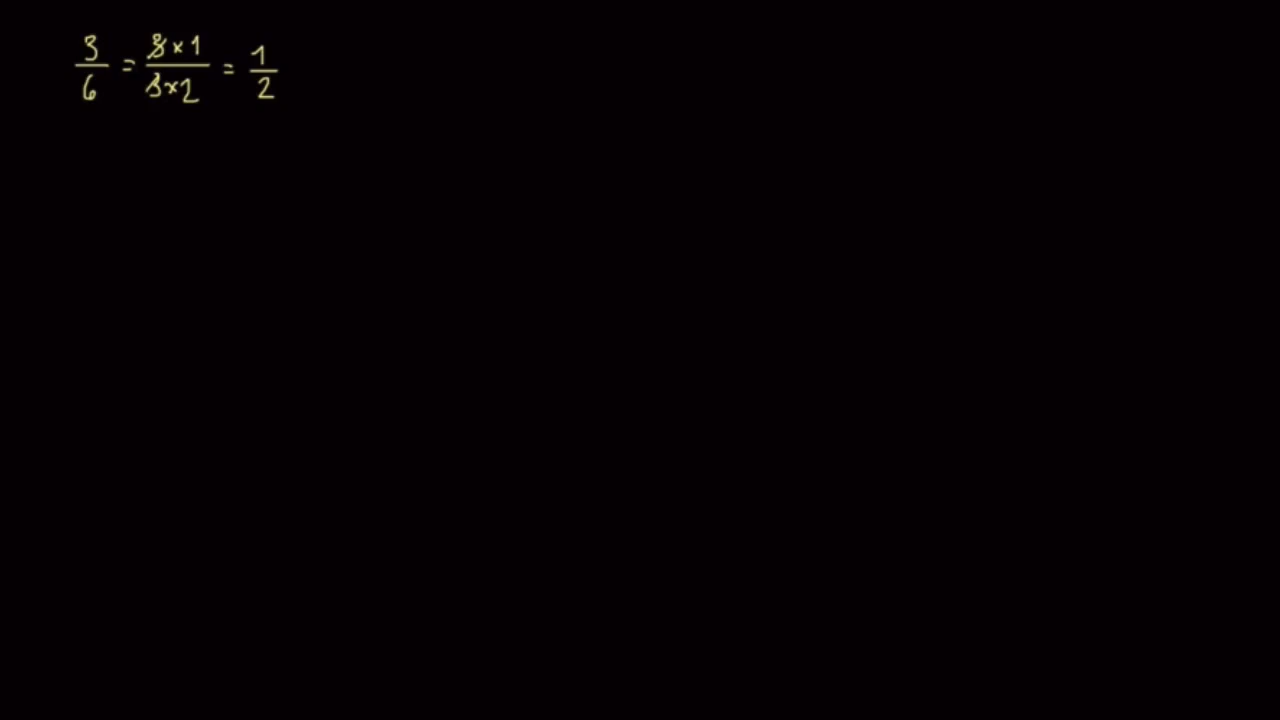 3/6 = 3×1/3×2 = 1/2